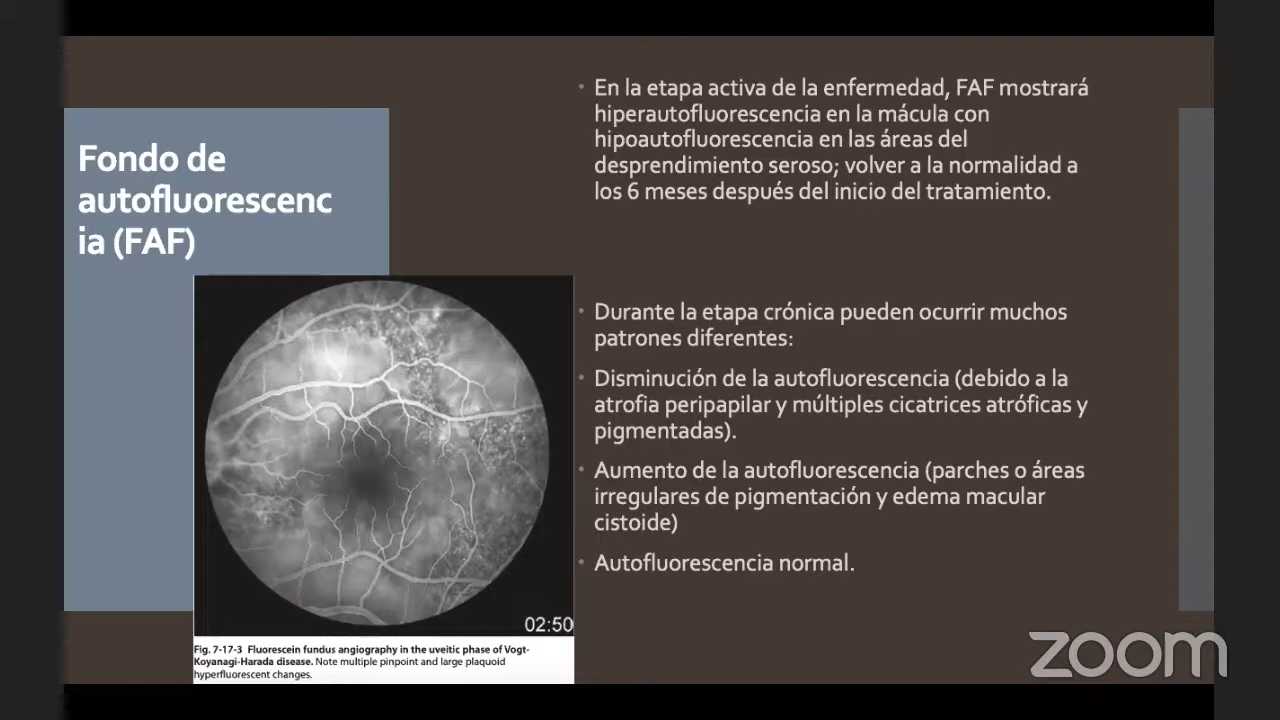 Fondo de
autofluorescenc
ia (FAF)
• En la etapa activa de la enfermedad, FAF mostrará
hiperautofluorescencia en la mácula con
hipoautofluorescencia en las áreas del
desprendimiento seroso; volver a la normalidad a
los 6 meses después del inicio del tratamiento.
• Durante la etapa crónica pueden ocurrir muchos
patrones diferentes:
• Disminución de la autofluorescencia (debido a la
atrofia peripapilar y múltiples cicatrices atróficas y
pigmentadas).
• Aumento de la autofluorescencia (parches o áreas
irregulares de pigmentación y edema macular
cistoide)
• Autofluorescencia normal.
02:50
Fig. 7-17-3 Fluorescein fundus angiography in the uveitic phase of Vogt-
Koyanagi-Harada disease. Note multiple pinpoint and large plaquoid
hyperfluorescent changes.
zoom